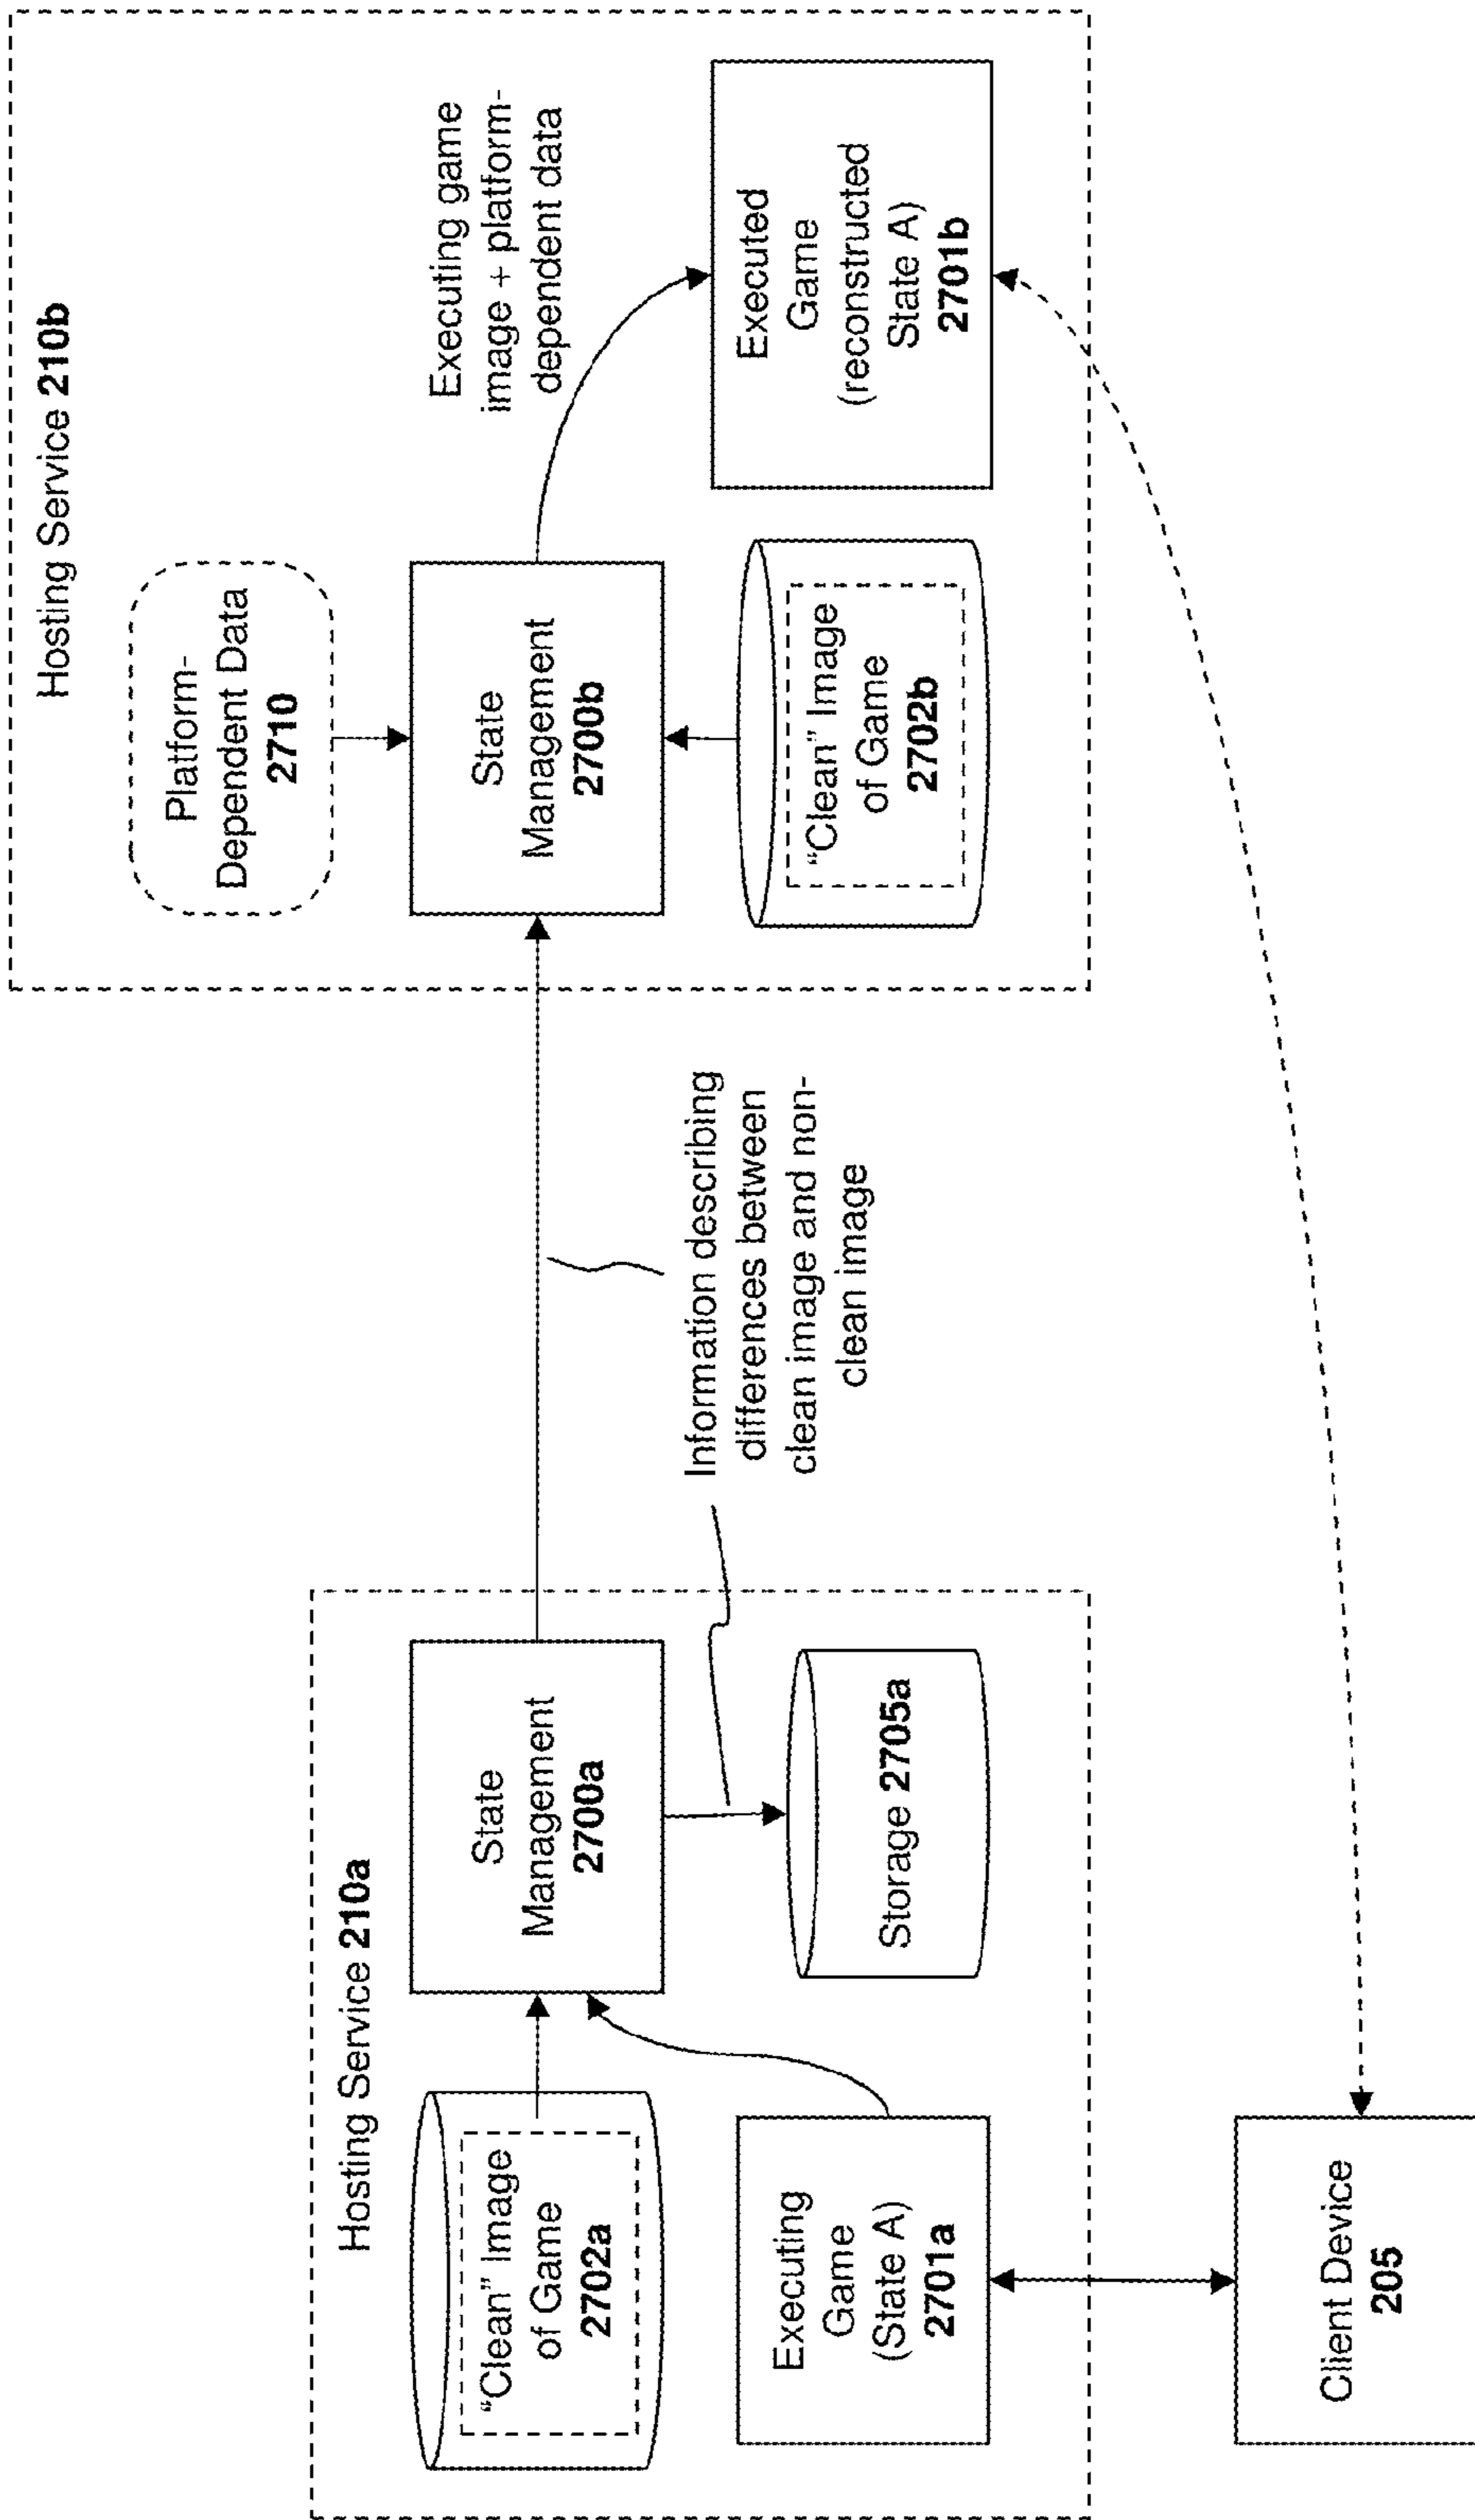 Hosting Service 210a
"Clean" Image
of Game
2702a
State
Management
2700a
Executing
Game
(State A)
2701a
Storage 2705a
Client Device
205
Information describing
differences between
clean image and non-
clean image
Hosting Service 210b
Platform-
Dependent Data
2710
State
Management
2700b
"Clean" Image
of Game
2702b
Executing game
image + platform-
dependent data
Executed
Game
(reconstructed
State A)
2701b